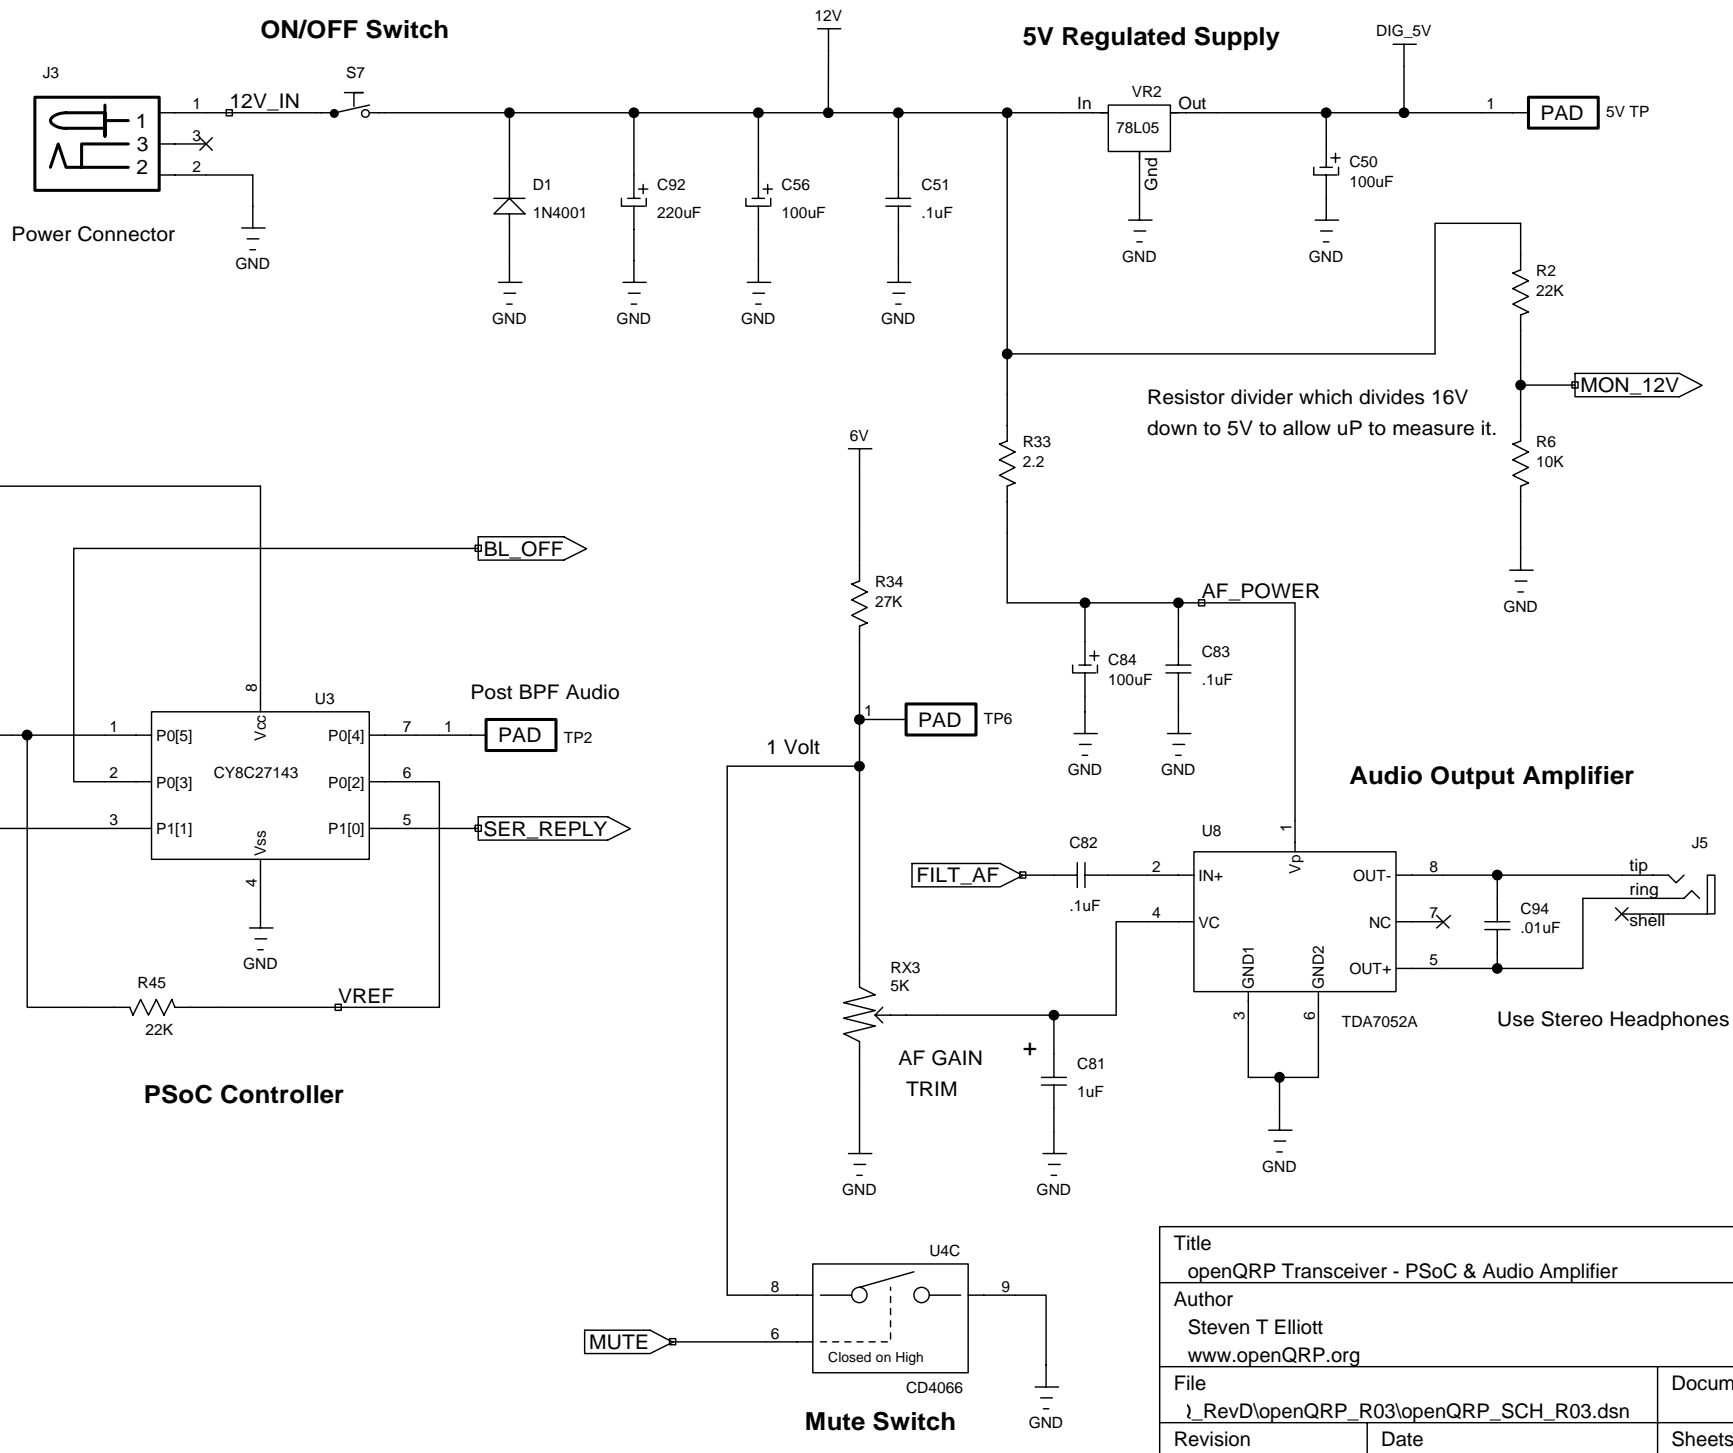 ON/OFF Switch
12V
5V Regulated Supply
DIG_5V
J3
S7
VR2
1
12V_IN
In
Out
1
PAD
5V TP
1
3
2
3
2
78L05
Gnd
C50
100uF
D1
1N4001
C92
220uF
C56
100uF
C51
.1uF
Power Connector
GND
GND
GND
GND
GND
GND
GND
R2
22K
MON_12V
Resistor divider which divides 16V
down to 5V to allow uP to measure it.
6V
R33
2.2
R6
10K
BL_OFF
R34
27K
AF_POWER
GND
C84
100uF
C83
.1uF
8
U3
Post BPF Audio
1
P0[5]
Vcc
P0[4]
7
1
PAD
TP2
1
PAD
TP6
1 Volt
GND
GND
2
P0[3]
CY8C27143
P0[2]
6
3
P1[1]
Vss
P1[0]
5
SER_REPLY
4
GND
Audio Output Amplifier
U8
1
Vp
J5
C82
FILT_AF
.1uF
2
IN+
OUT-
8
tip
ring
shell
4
VC
NC
7
C94
.01uF
GND1
GND2
OUT+
5
3
6
TDA7052A
Use Stereo Headphones
R45
22K
VREF
RX3
5K
AF GAIN
TRIM
+
C81
1uF
PSoC Controller
GND
GND
GND
U4C
8
9
MUTE
6
Closed on High
CD4066
GND
Mute Switch
Title
openQRP Transceiver - PSoC & Audio Amplifier
Author
Steven T Elliott
www.openQRP.org
File
Docum
_RevD\openQRP_R03\openQRP_SCH_R03.dsn
Revision
Date
Sheets